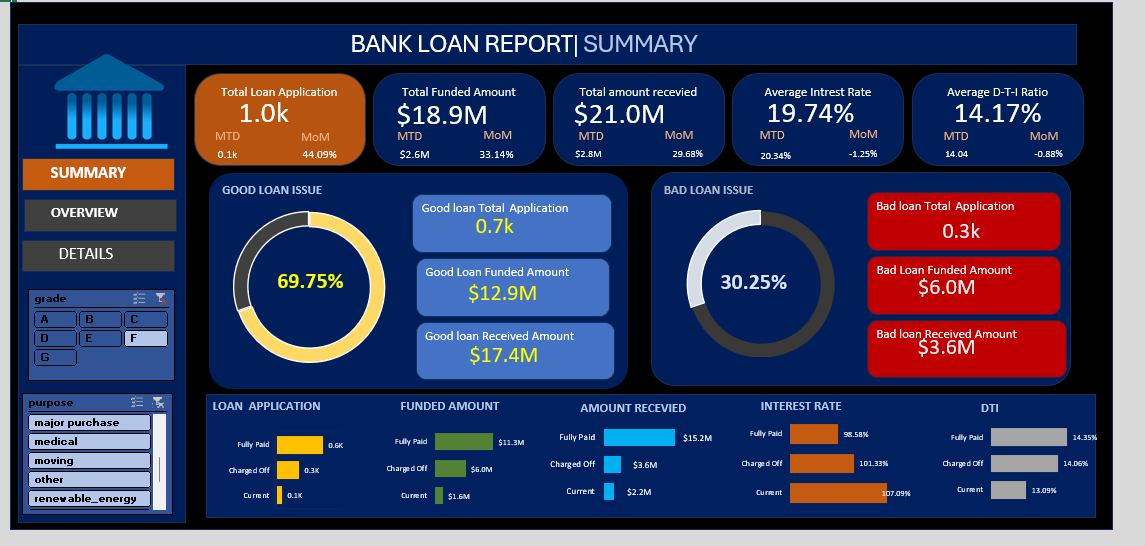 BANK LOAN REPORT| SUMMARY
Total Loan Application
1.0k
MTD MoM
0.1k 44.09%
Total Funded Amount
$18.9M
MTD MoM
$2.6M 33.14%
Total amount recevied
$21.0M
MTD MoM
$2.8M 29.68%
Average Intrest Rate
19.74%
MTD MoM
20.34% -1.25%
Average D-T-I Ratio
14.17%
MTD MoM
14.04 -0.88%
SUMMARY
OVERVIEW
DETAILS
grade
A B C
D E F
G
purpose
major purchase
medical
moving
other
renewable_energy
GOOD LOAN ISSUE
69.75%
Good loan Total Application
0.7k
Good Loan Funded Amount
$12.9M
Good loan Received Amount
$17.4M
BAD LOAN ISSUE
30.25%
Bad loan Total Application
0.3k
Bad Loan Funded Amount
$6.0M
Bad loan Received Amount
$3.6M
LOAN APPLICATION
Fully Paid 0.6K
Charged Off 0.3K
Current 0.1K
FUNDED AMOUNT
Fully Paid $11.3M
Charged Off $6.0M
Current $1.6M
AMOUNT RECEVIED
Fully Paid $15.2M
Charged Off $3.6M
Current $2.2M
INTEREST RATE
Fully Paid 98.58%
Charged Off 101.33%
Current 107.09%
DTI
Fully Paid 14.35%
Charged Off 14.06%
Current 13.09%